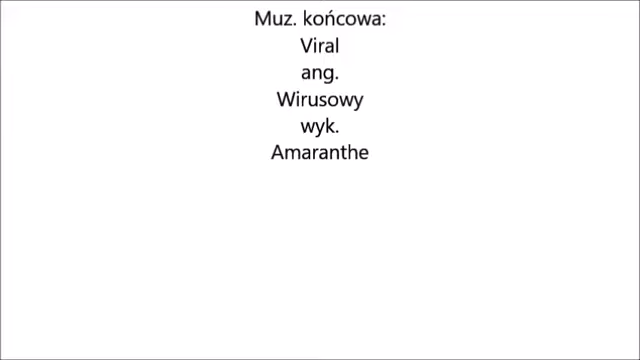 Muz. końcowa:
Viral
ang.
Wirusowy
wyk.
Amaranthe